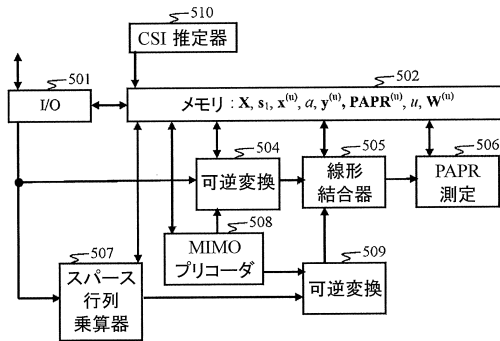 510
CSI 推定器
501
I/O
502
メモリ : X, s₁, x⁽ᵘ⁾, α, y⁽ᵘ⁾, PAPR⁽ᵘ⁾, u, W⁽ᵘ⁾
504
可逆変換
505
線形
結合器
506
PAPR
測定
507
スパース
行列
乗算器
508
MIMO
プリコーダ
509
可逆変換